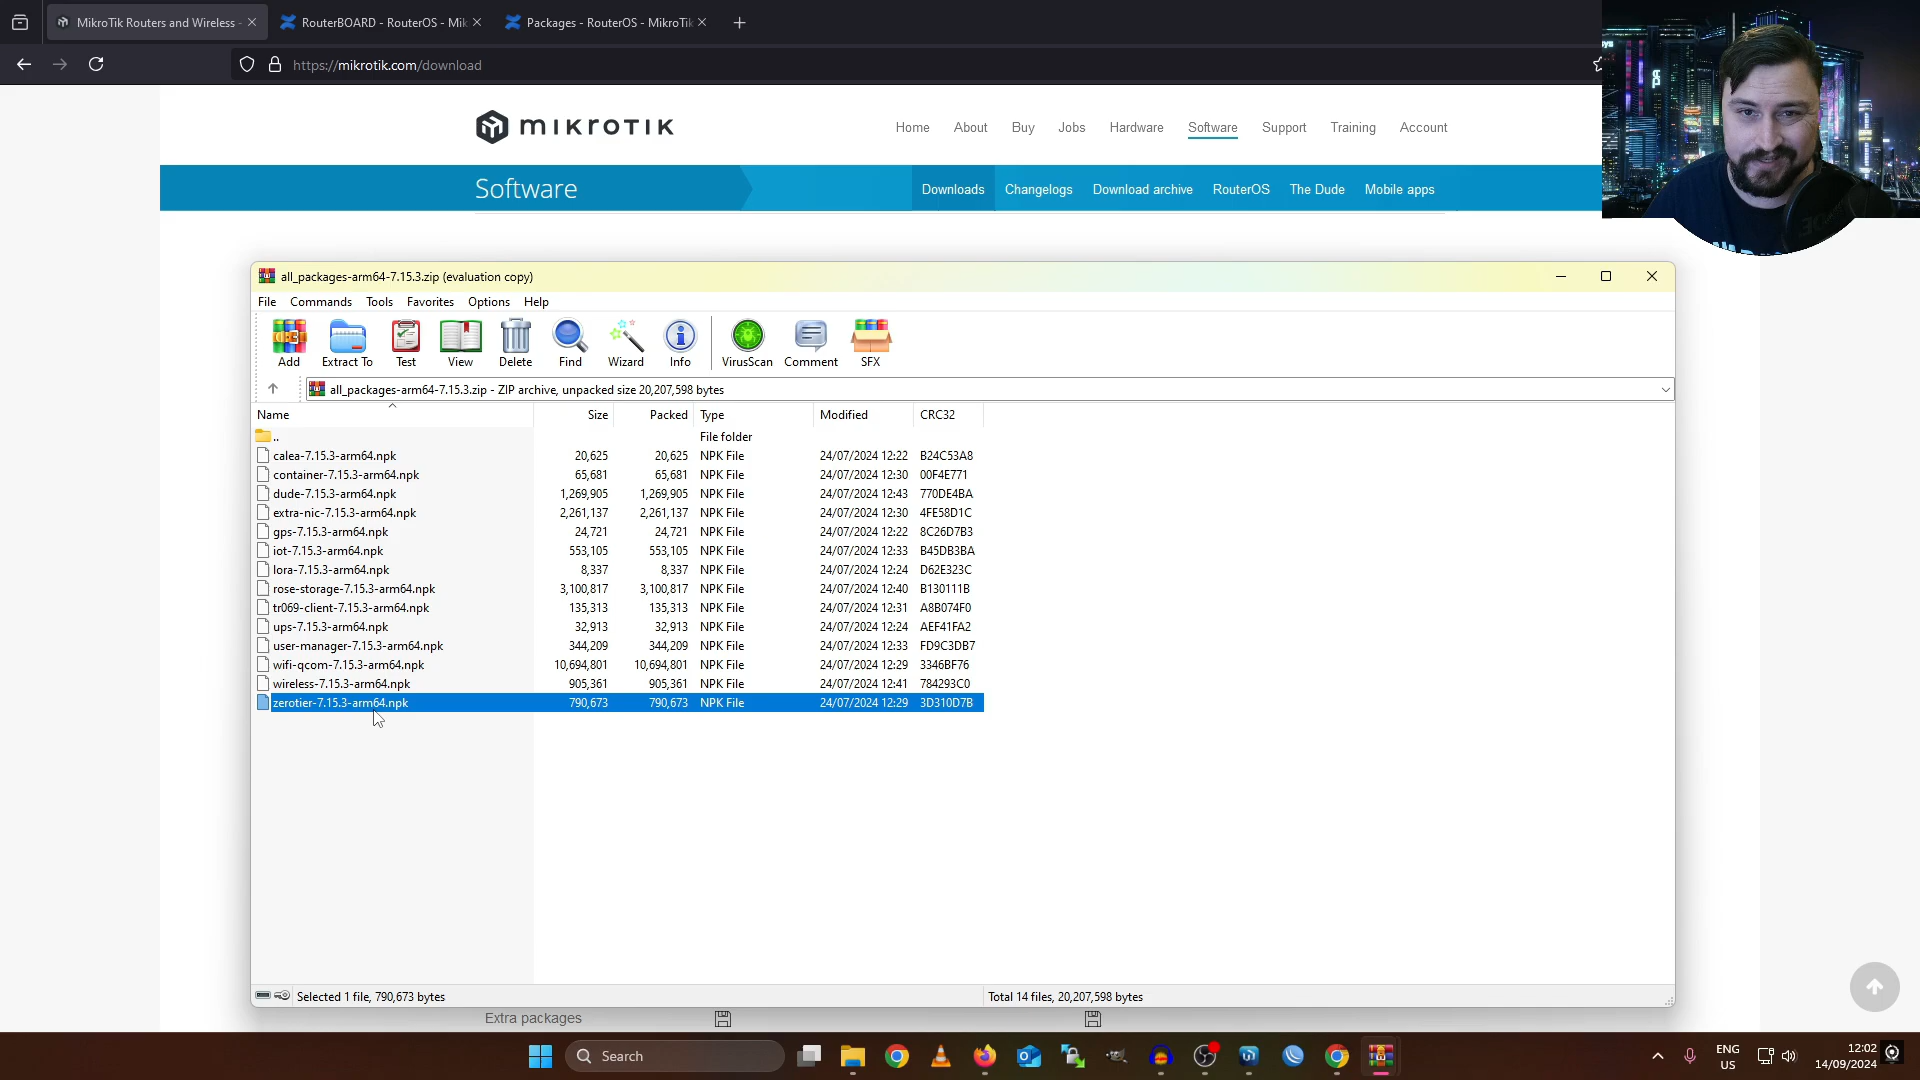 MikroTik Routers and Wireless -
RouterBOARD - RouterOS - Mik
Packages - RouterOS - MikroTik
https://mikrotik.com/download
MIKROTIK
Home About Buy Jobs Hardware Software Support Training Account
Software
Downloads Changelogs Download archive RouterOS The Dude Mobile apps
all_packages-arm64-7.15.3.zip (evaluation copy)
File Commands Tools Favorites Options Help
Add Extract To Test View Delete Find Wizard Info VirusScan Comment SFX
all_packages-arm64-7.15.3.zip - ZIP archive, unpacked size 20,207,598 bytes
Name Size Packed Type Modified CRC32
.. File folder
calea-7.15.3-arm64.npk 20,625 20,625 NPK File 24/07/2024 12:22 B24C53A8
container-7.15.3-arm64.npk 65,681 65,681 NPK File 24/07/2024 12:30 00F4E771
dude-7.15.3-arm64.npk 1,269,905 1,269,905 NPK File 24/07/2024 12:43 770DE4BA
extra-nic-7.15.3-arm64.npk 2,261,137 2,261,137 NPK File 24/07/2024 12:30 4FE58D1C
gps-7.15.3-arm64.npk 24,721 24,721 NPK File 24/07/2024 12:22 8C26D7B3
iot-7.15.3-arm64.npk 553,105 553,105 NPK File 24/07/2024 12:33 B45DB3BA
lora-7.15.3-arm64.npk 8,337 8,337 NPK File 24/07/2024 12:24 D62E323C
rose-storage-7.15.3-arm64.npk 3,100,817 3,100,817 NPK File 24/07/2024 12:40 B130111B
tr069-client-7.15.3-arm64.npk 135,313 135,313 NPK File 24/07/2024 12:31 A8B074F0
ups-7.15.3-arm64.npk 32,913 32,913 NPK File 24/07/2024 12:24 AEF41FA2
user-manager-7.15.3-arm64.npk 344,209 344,209 NPK File 24/07/2024 12:33 FD9C3DB7
wifi-qcom-7.15.3-arm64.npk 10,694,801 10,694,801 NPK File 24/07/2024 12:29 3346BF76
wireless-7.15.3-arm64.npk 905,361 905,361 NPK File 24/07/2024 12:41 784293C0
zerotier-7.15.3-arm64.npk 790,673 790,673 NPK File 24/07/2024 12:29 3D310D7B
Selected 1 file, 790,673 bytes
Total 14 files, 20,207,598 bytes
Extra packages
Search
ENG
US
12:02
14/09/2024